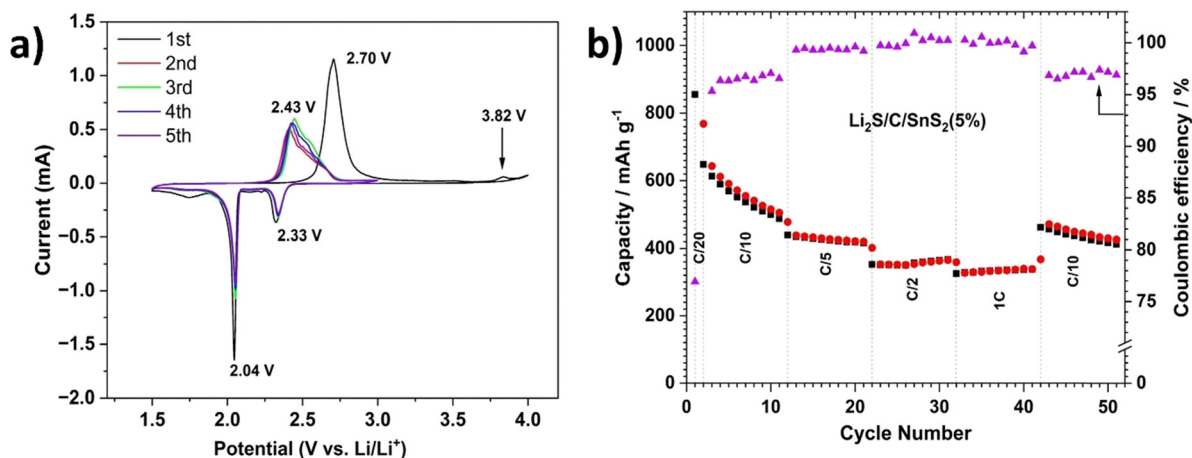 a)
1st
2nd
3rd
4th
5th
2.70 V
2.43 V
3.82 V
2.33 V
2.04 V
1.5
1.0
0.5
0.0
−0.5
−1.0
−1.5
−2.0
Current (mA)
1.5 2.0 2.5 3.0 3.5 4.0
Potential (V vs. Li/Li⁺)
b)
Li₂S/C/SnS₂(5%)
C/20
C/10
C/5
C/2
1C
C/10
1000
800
600
400
200
0
Capacity / mAh g⁻¹
100
95
90
85
80
75
0
Coulombic efficiency / %
0 10 20 30 40 50
Cycle Number